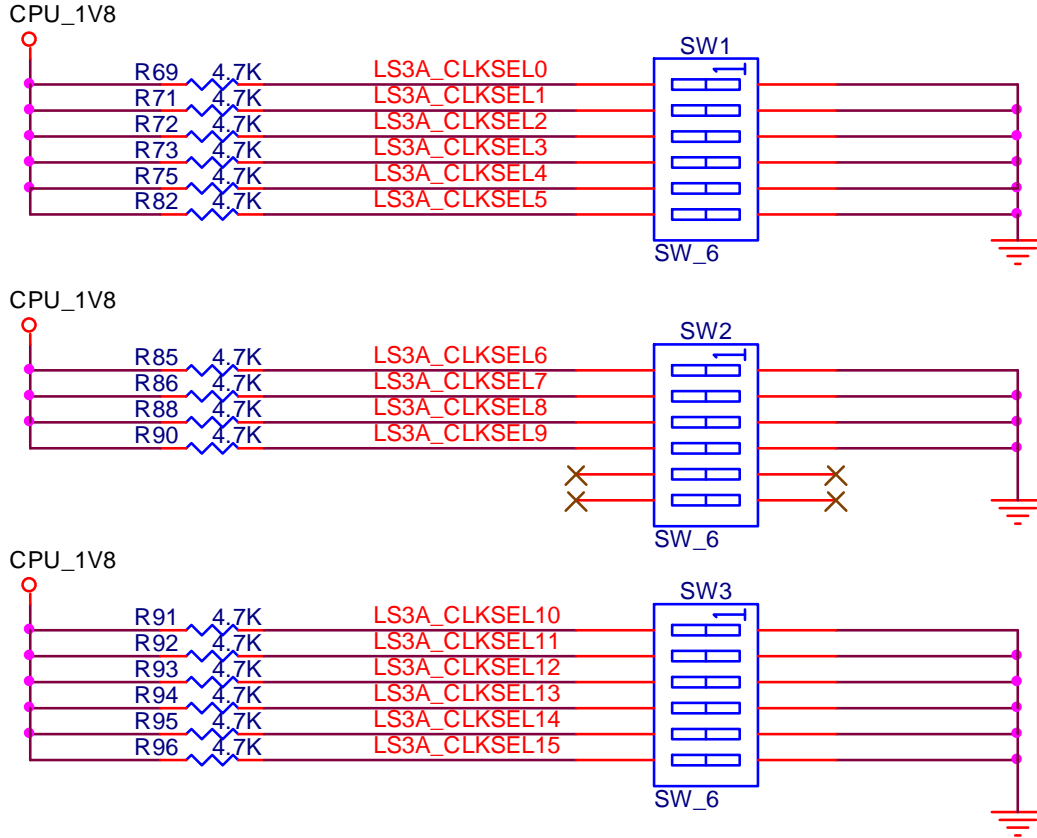 CPU_1V8
SW1
1
R69 4.7K LS3A_CLKSEL0
R71 4.7K LS3A_CLKSEL1
R72 4.7K LS3A_CLKSEL2
R73 4.7K LS3A_CLKSEL3
R75 4.7K LS3A_CLKSEL4
R82 4.7K LS3A_CLKSEL5
SW_6
CPU_1V8
SW2
1
R85 4.7K LS3A_CLKSEL6
R86 4.7K LS3A_CLKSEL7
R88 4.7K LS3A_CLKSEL8
R90 4.7K LS3A_CLKSEL9
SW_6
CPU_1V8
SW3
1
R91 4.7K LS3A_CLKSEL10
R92 4.7K LS3A_CLKSEL11
R93 4.7K LS3A_CLKSEL12
R94 4.7K LS3A_CLKSEL13
R95 4.7K LS3A_CLKSEL14
R96 4.7K LS3A_CLKSEL15
SW_6